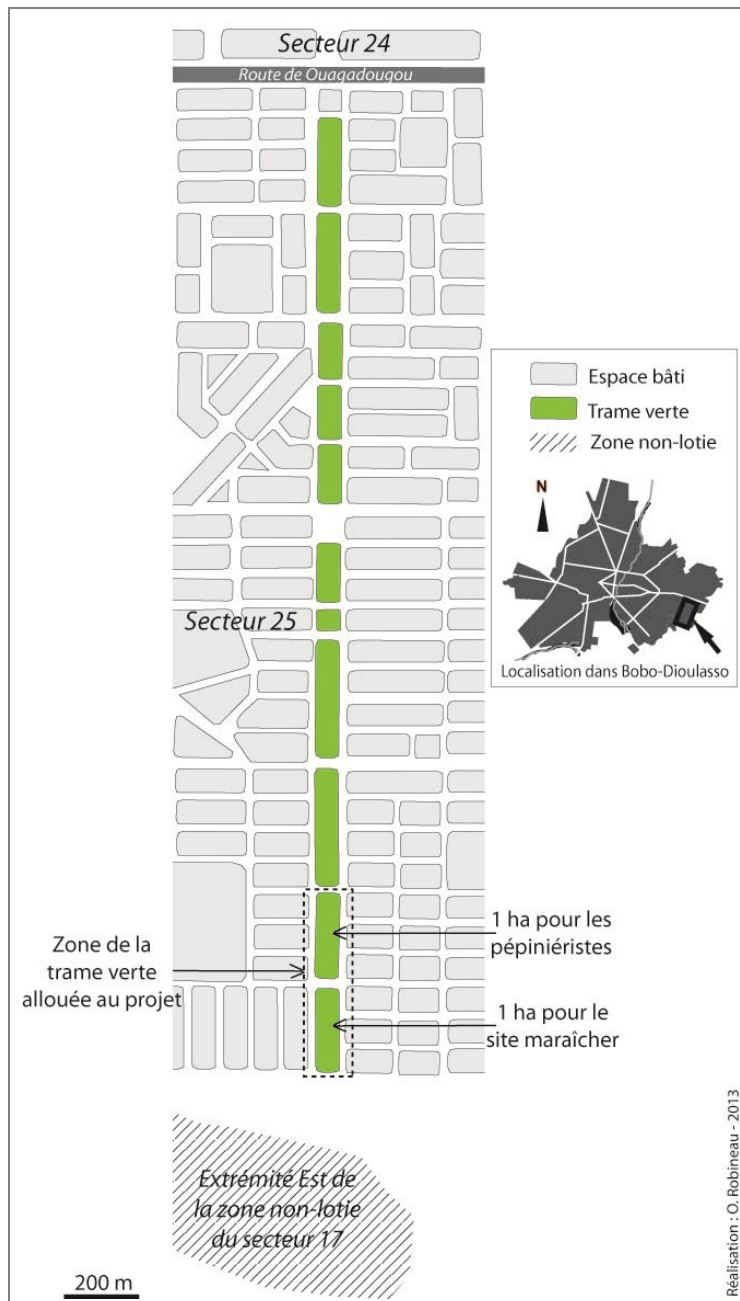 Secteur 24
Route de Ouagadougou
Espace bâti
Trame verte
Zone non-lotie
N
Localisation dans Bobo-Dioulasso
Secteur 25
1 ha pour les
pépiniéristes
Zone de la
trame verte
allouée au projet
1 ha pour le
site maraîcher
Extrémité Est de
la zone non-lotie
du secteur 17
200 m
Réalisation : O. Robineau - 2013